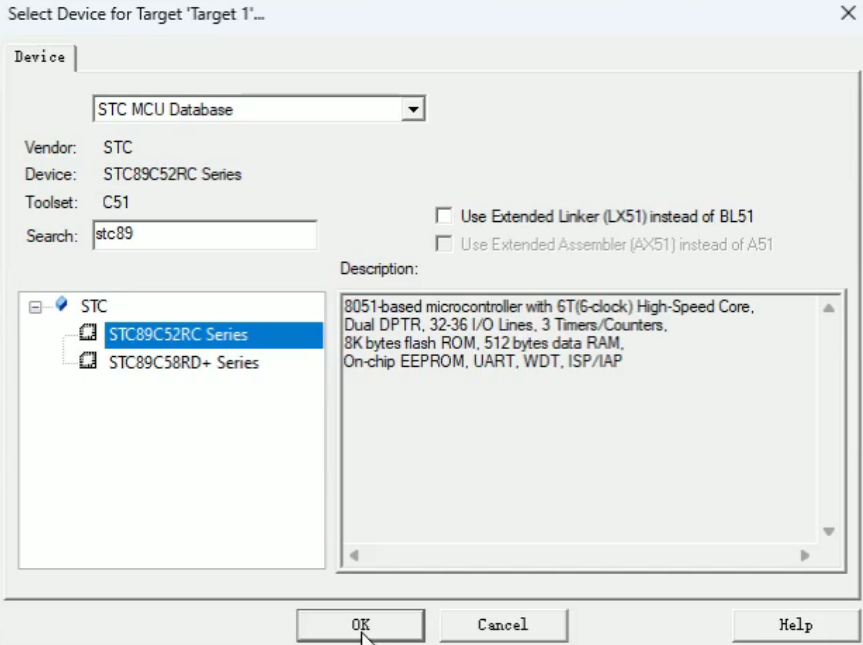 Select Device for Target 'Target 1'...
Device
STC MCU Database
Vendor: STC
Device: STC89C52RC Series
Toolset: C51
Search: stc89
Use Extended Linker (LX51) instead of BL51
Use Extended Assembler (AX51) instead of A51
Description:
STC
STC89C52RC Series
STC89C58RD+ Series
8051-based microcontroller with 6T(6-clock) High-Speed Core,
Dual DPTR, 32-36 I/O Lines, 3 Timers/Counters,
8K bytes flash ROM, 512 bytes data RAM,
On-chip EEPROM, UART, WDT, ISP/IAP
OK
Cancel
Help